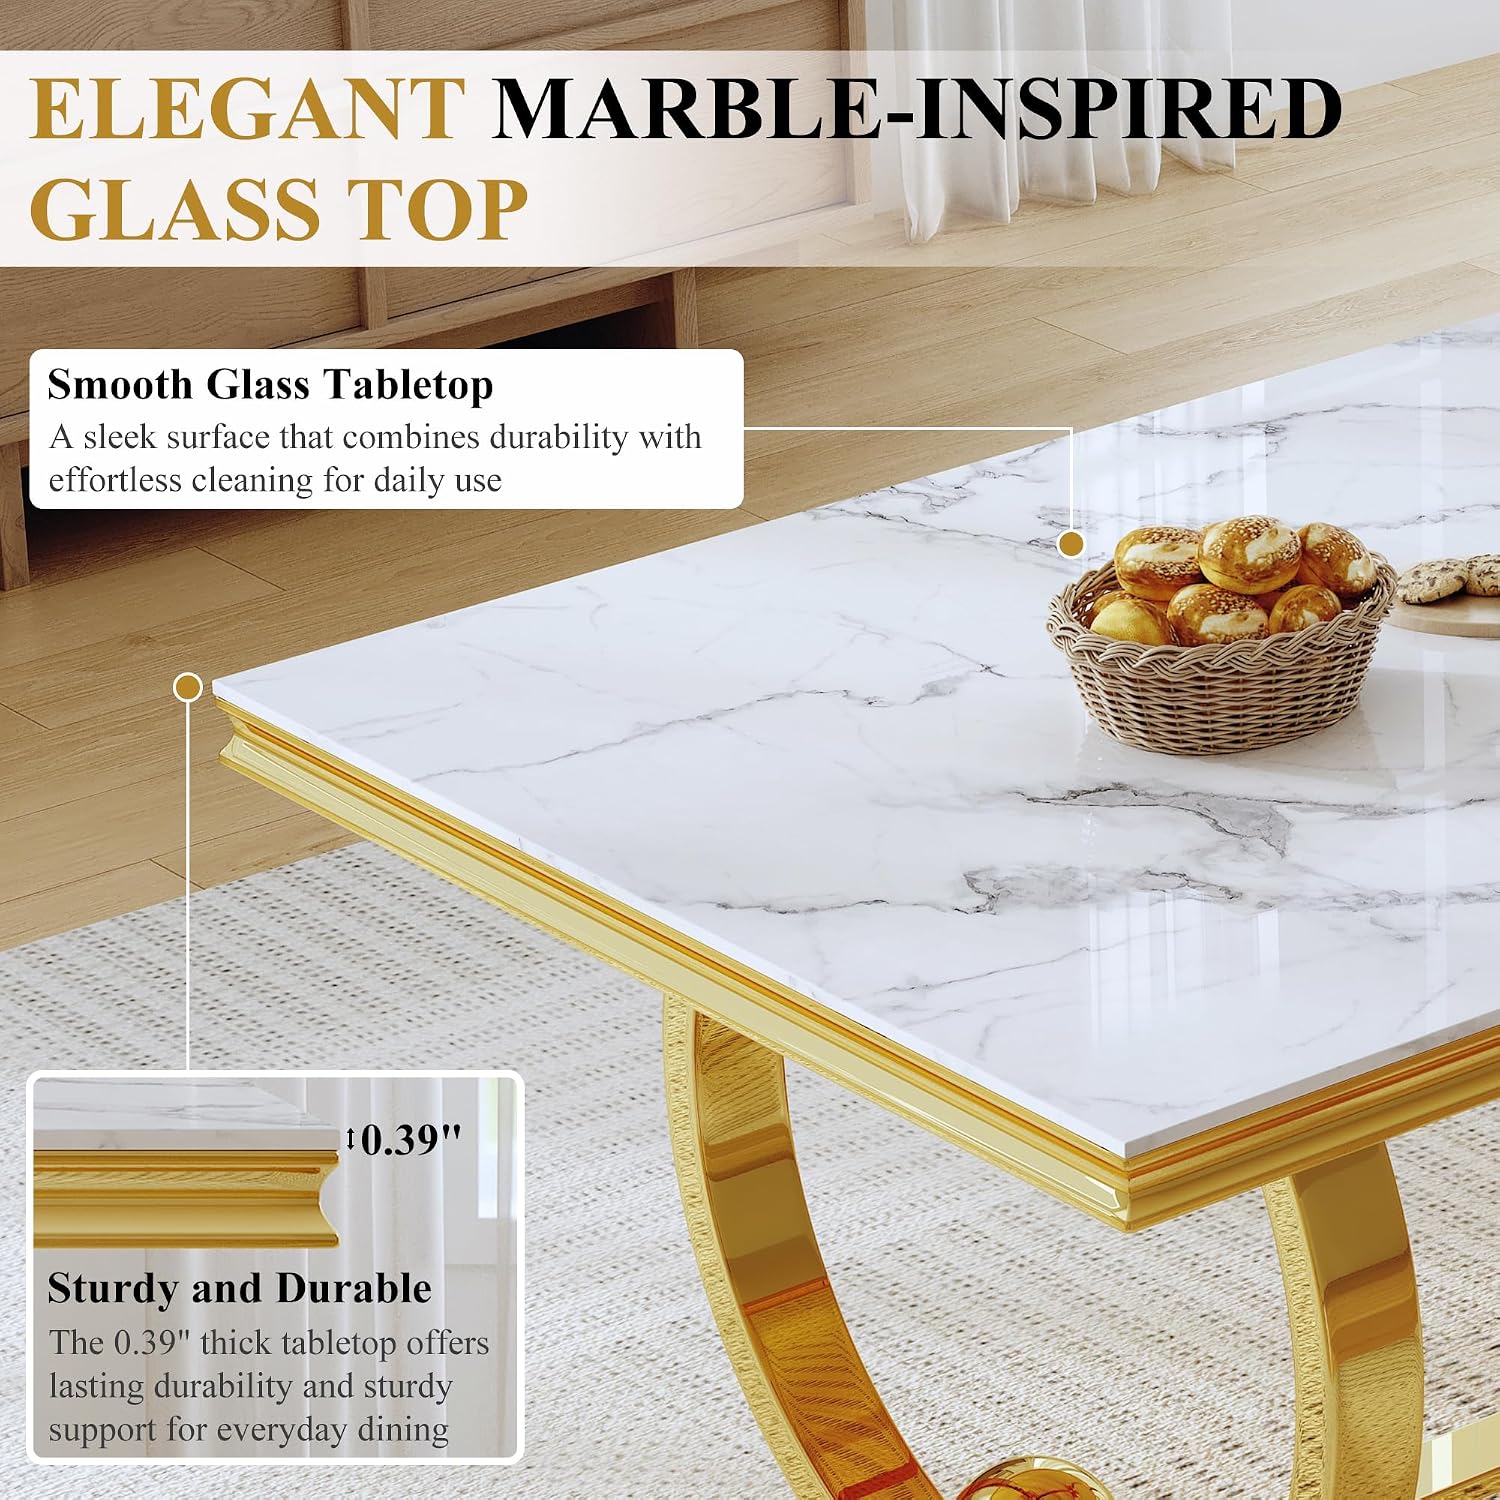 ELEGANT MARBLE-INSPIRED
GLASS TOP
Smooth Glass Tabletop
A sleek surface that combines durability with
effortless cleaning for daily use
0.39"
Sturdy and Durable
The 0.39" thick tabletop offers
lasting durability and sturdy
support for everyday dining